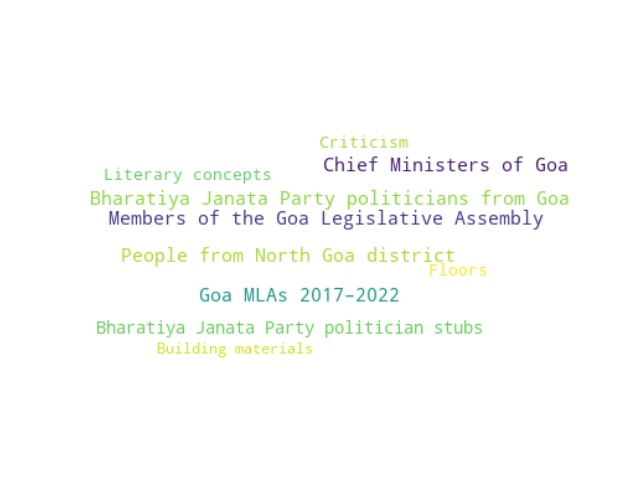 Criticism
Chief Ministers of Goa
Literary concepts
Bharatiya Janata Party politicians from Goa
Members of the Goa Legislative Assembly
People from North Goa district
Floors
Goa MLAs 2017–2022
Bharatiya Janata Party politician stubs
Building materials